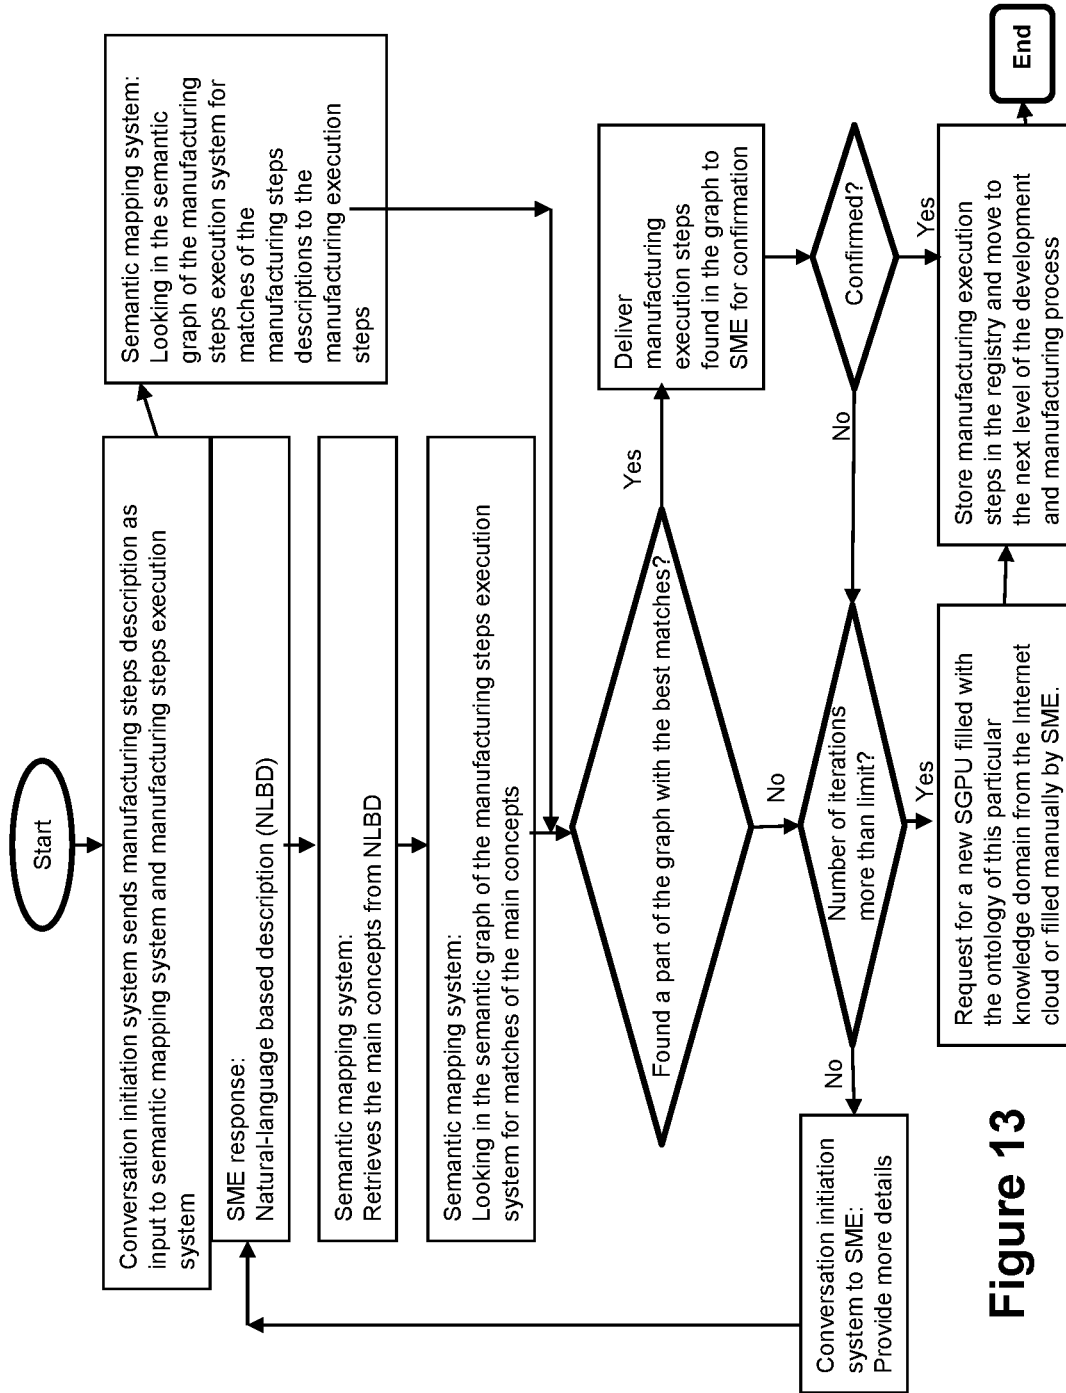 Start
Conversation initiation system sends manufacturing steps description as
input to semantic mapping system and manufacturing steps execution
system
Semantic mapping system:
Looking in the semantic
graph of the manufacturing
steps execution system for
matches of the
manufacturing steps
descriptions to the
manufacturing execution
steps
SME response:
Natural-language based description (NLBD)
Semantic mapping system:
Retrieves the main concepts from NLBD
Semantic mapping system:
Looking in the semantic graph of the manufacturing steps execution
system for matches of the main concepts
Found a part of the graph with the best matches?
Yes
No
Deliver
manufacturing
execution steps
found in the graph to
SME for confirmation
Confirmed?
No
Yes
Number of iterations
more than limit?
No
Yes
Conversation initiation
system to SME:
Provide more details
Request for a new SGPU filled with
the ontology of this particular
knowledge domain from the Internet
cloud or filled manually by SME.
Store manufacturing execution
steps in the registry and move to
the next level of the development
and manufacturing process
End
Figure 13